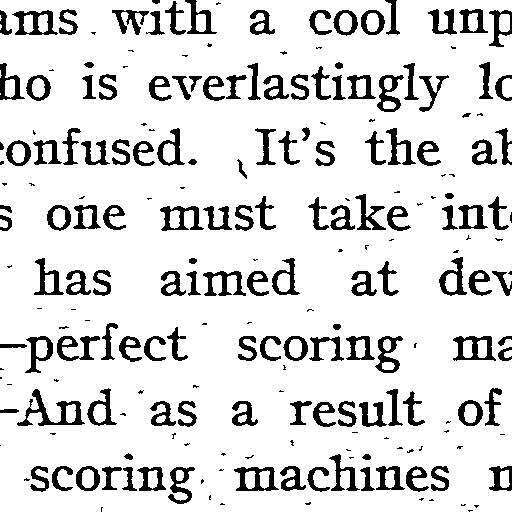 ams with a cool unp
ho is everlastingly lo
confused. It's the ab
s one must take inte
has aimed at dev
—perfect scoring ma
—And as a result of
scoring machines n